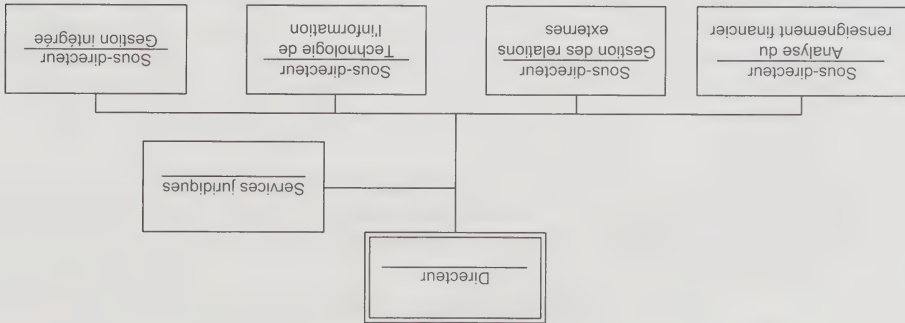 Directeur
Services juridiques
Sous-directeur
Analyse du
renseignement financier
Sous-directeur
Gestion des relations
externes
Sous-directeur
Technologie de
l'information
Sous-directeur
Gestion intégrée